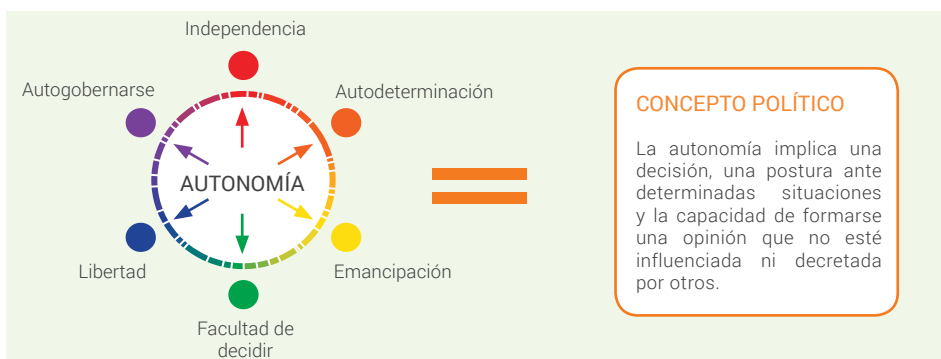 Independencia
Autogobernarse
Autodeterminación
AUTONOMÍA
Libertad
Emancipación
Facultad de
decidir
CONCEPTO POLÍTICO
La autonomía implica una
decisión, una postura ante
determinadas situaciones
y la capacidad de formarse
una opinión que no esté
influenciada ni decretada
por otros.